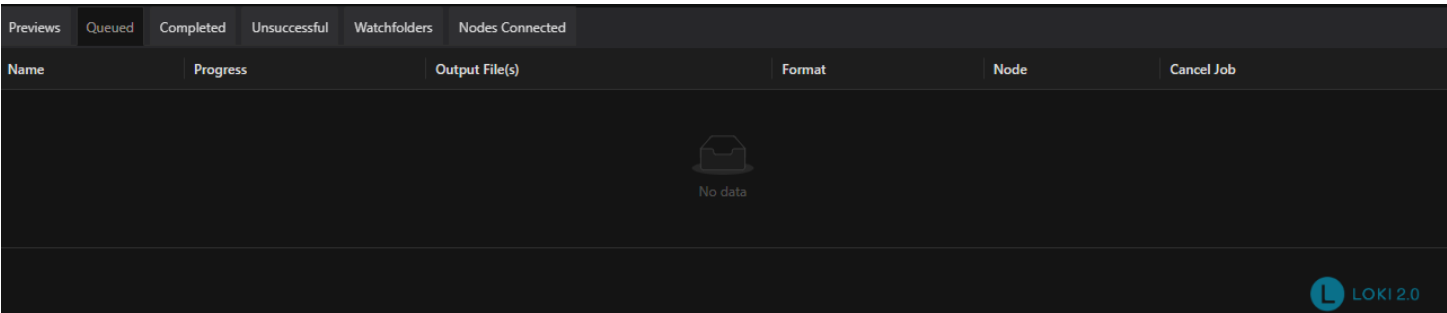 Previews Queued Completed Unsuccessful Watchfolders Nodes Connected
Name Progress Output File(s) Format Node Cancel Job
No data
L LOKI 2.0